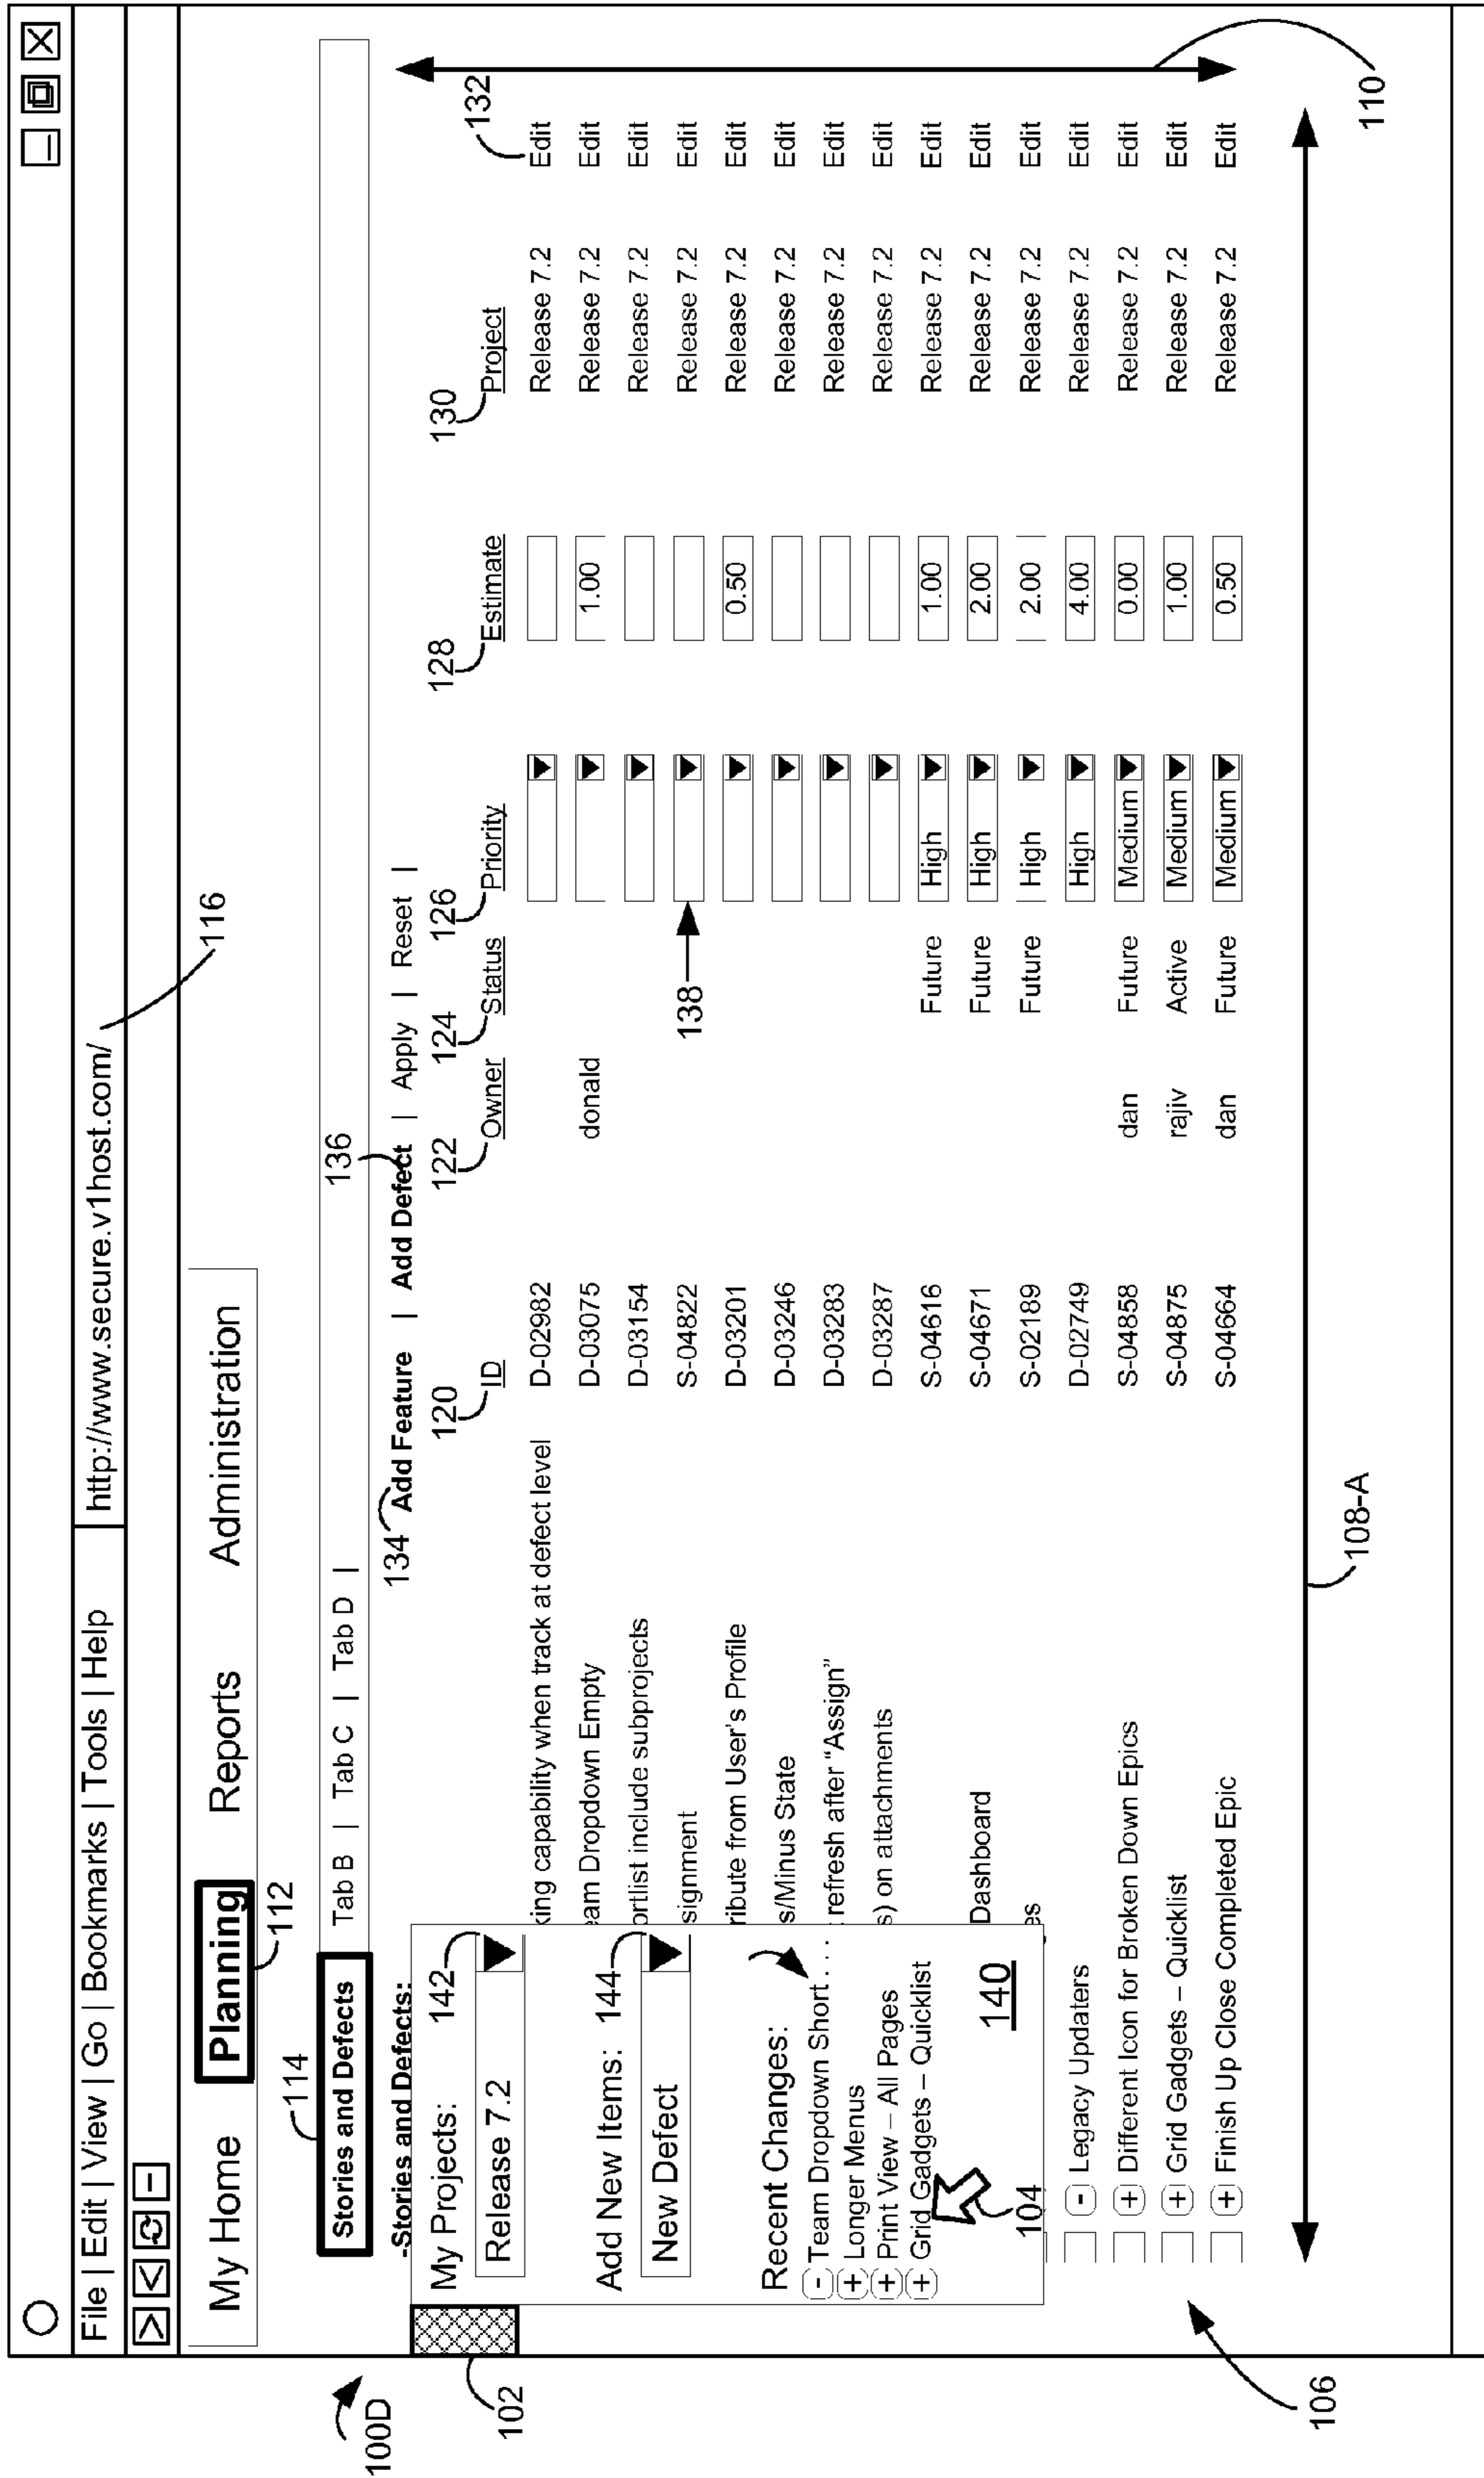 File | Edit | View | Go | Bookmarks | Tools | Help
http://www.secure.v1host.com/
116
My Home Planning Reports Administration
112
114
Stories and Defects Tab B | Tab C | Tab D |
136
-Stories and Defects: 134 Add Feature | Add Defect | Apply | Reset |
120 122 124 126 128 130 132
ID Owner Status Priority Estimate Project
king capability when track at defect level D-02982 Release 7.2 Edit
am Dropdown Empty D-03075 donald 1.00 Release 7.2 Edit
ortlist include subprojects D-03154 Release 7.2 Edit
signment S-04822 138 Release 7.2 Edit
ribute from User's Profile D-03201 0.50 Release 7.2 Edit
s/Minus State D-03246 Release 7.2 Edit
refresh after “Assign” D-03283 Release 7.2 Edit
s) on attachments D-03287 Release 7.2 Edit
S-04616 Future High 1.00 Release 7.2 Edit
Dashboard S-04671 Future High 2.00 Release 7.2 Edit
es S-02189 Future High 2.00 Release 7.2 Edit
- Legacy Updaters D-02749 High 4.00 Release 7.2 Edit
+ Different Icon for Broken Down Epics S-04858 dan Future Medium 0.00 Release 7.2 Edit
+ Grid Gadgets – Quicklist S-04875 rajiv Active Medium 1.00 Release 7.2 Edit
+ Finish Up Close Completed Epic S-04664 dan Future Medium 0.50 Release 7.2 Edit
My Projects: 142
Release 7.2
Add New Items: 144
New Defect
Recent Changes:
- Team Dropdown Short....
+ Longer Menus
+ Print View – All Pages
+ Grid Gadgets – Quicklist
140
104
100D
102
106
108-A
110